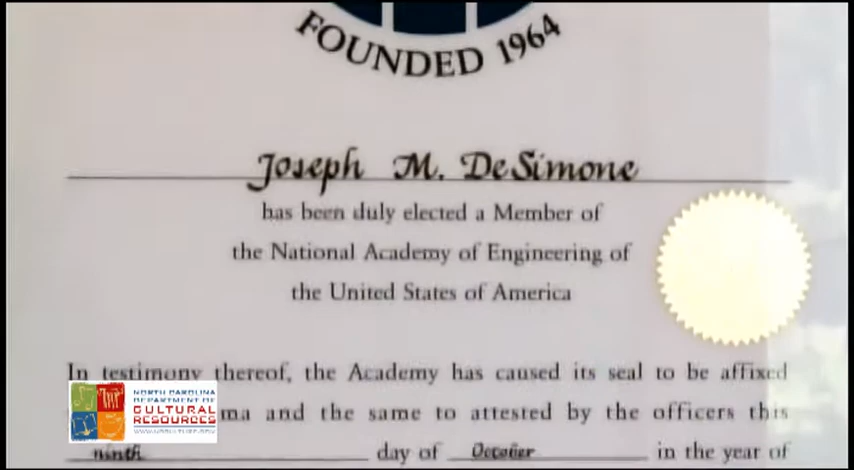 FOUNDED 1964
Joseph M. DeSimone
has been duly elected a Member of
the National Academy of Engineering of
the United States of America
In testimony thereof, the Academy has caused its seal to be affixed
ma and the same to attested by the officers this
ninth day of October in the year of
NORTH CAROLINA
DEPARTMENT OF
CULTURAL
RESOURCES